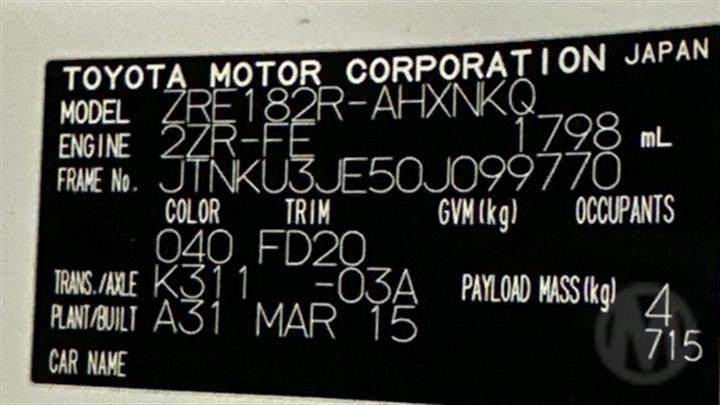 TOYOTA MOTOR CORPORATION JAPAN
MODEL ZRE182R-AHXNKQ
ENGINE 2ZR-FE 1798 mL
FRAME No. JTNKU3JE50J099770
COLOR TRIM GVM(kg) OCCUPANTS
040 FD20
TRANS./AXLE K311 -03A PAYLOAD MASS(kg) 4
PLANT/BUILT A31 MAR 15 715
CAR NAME
M